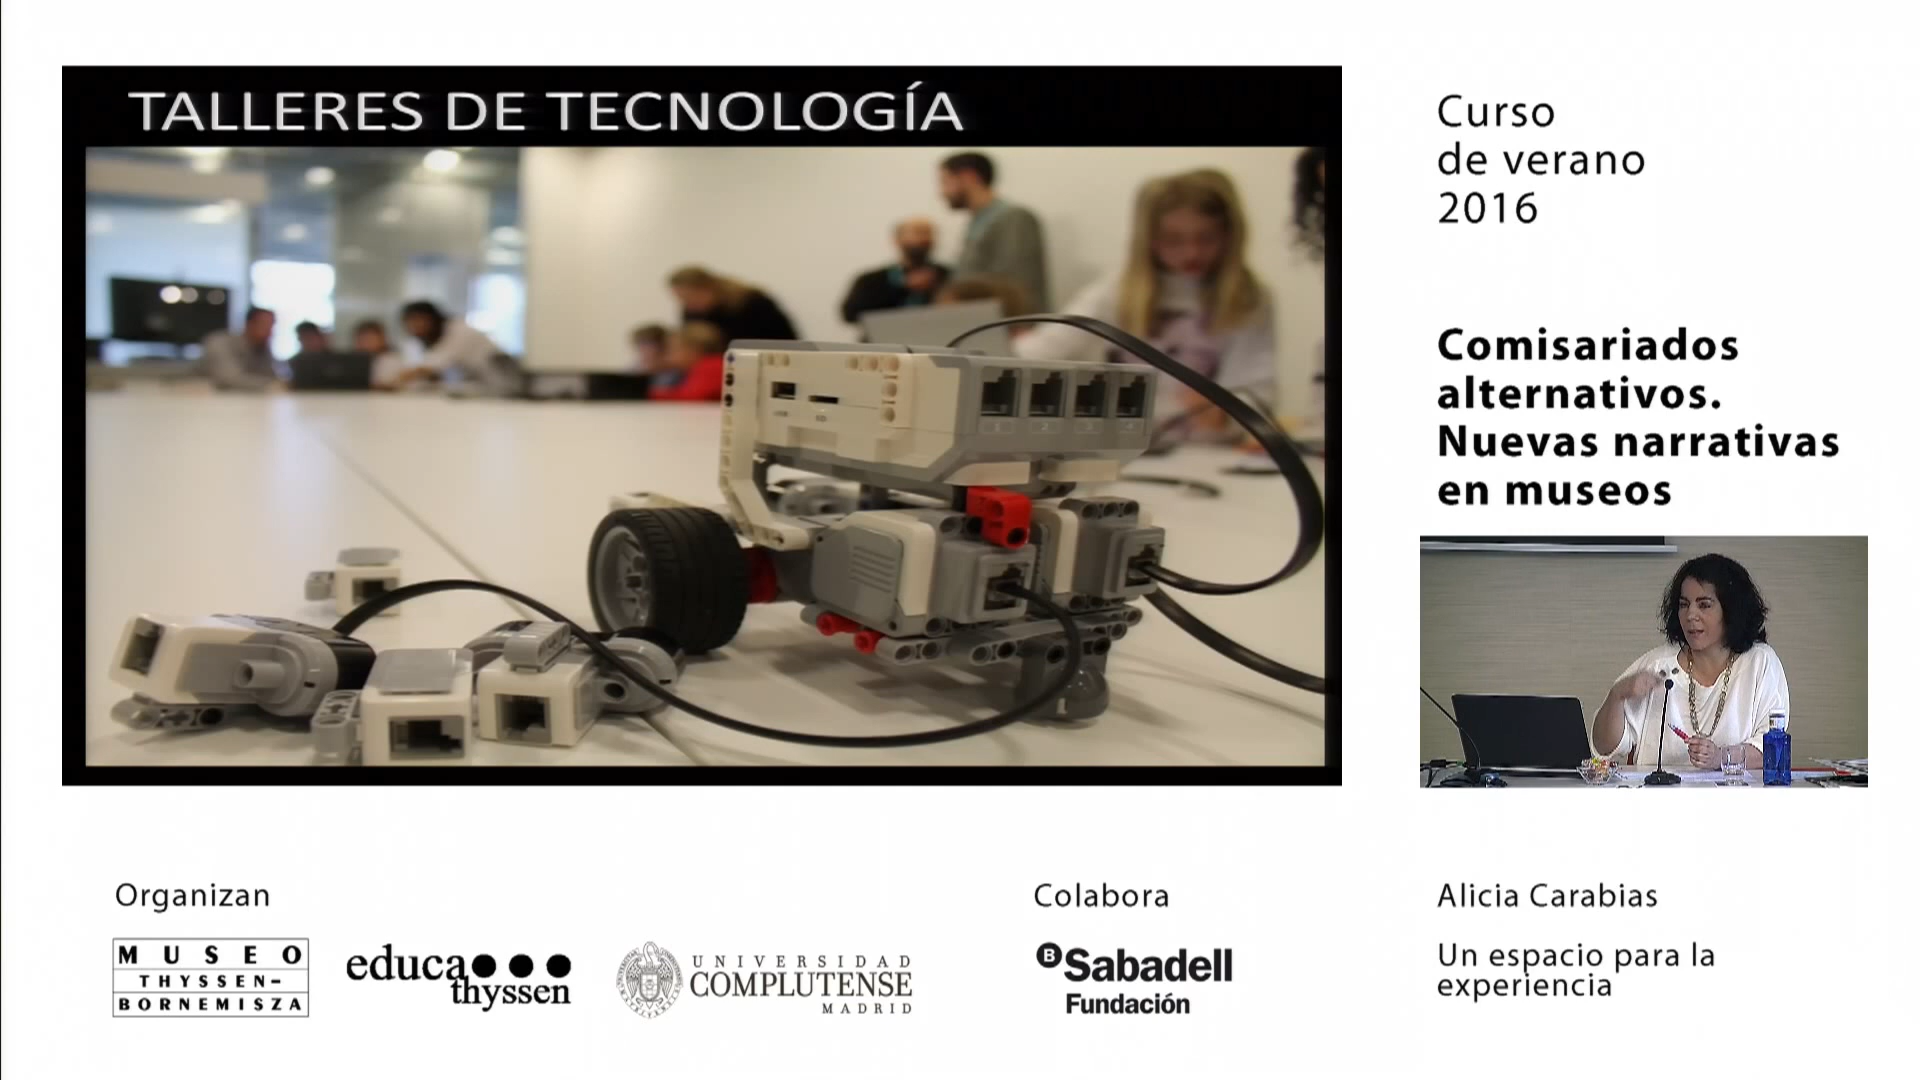 TALLERES DE TECNOLOGÍA
Curso
de verano
2016
Comisariados
alternativos.
Nuevas narrativas
en museos
Organizan
MUSEO
THYSSEN-
BORNEMISZA
educa
thyssen
UNIVERSIDAD
COMPLUTENSE
MADRID
Colabora
B Sabadell
Fundación
Alicia Carabias
Un espacio para la
experiencia